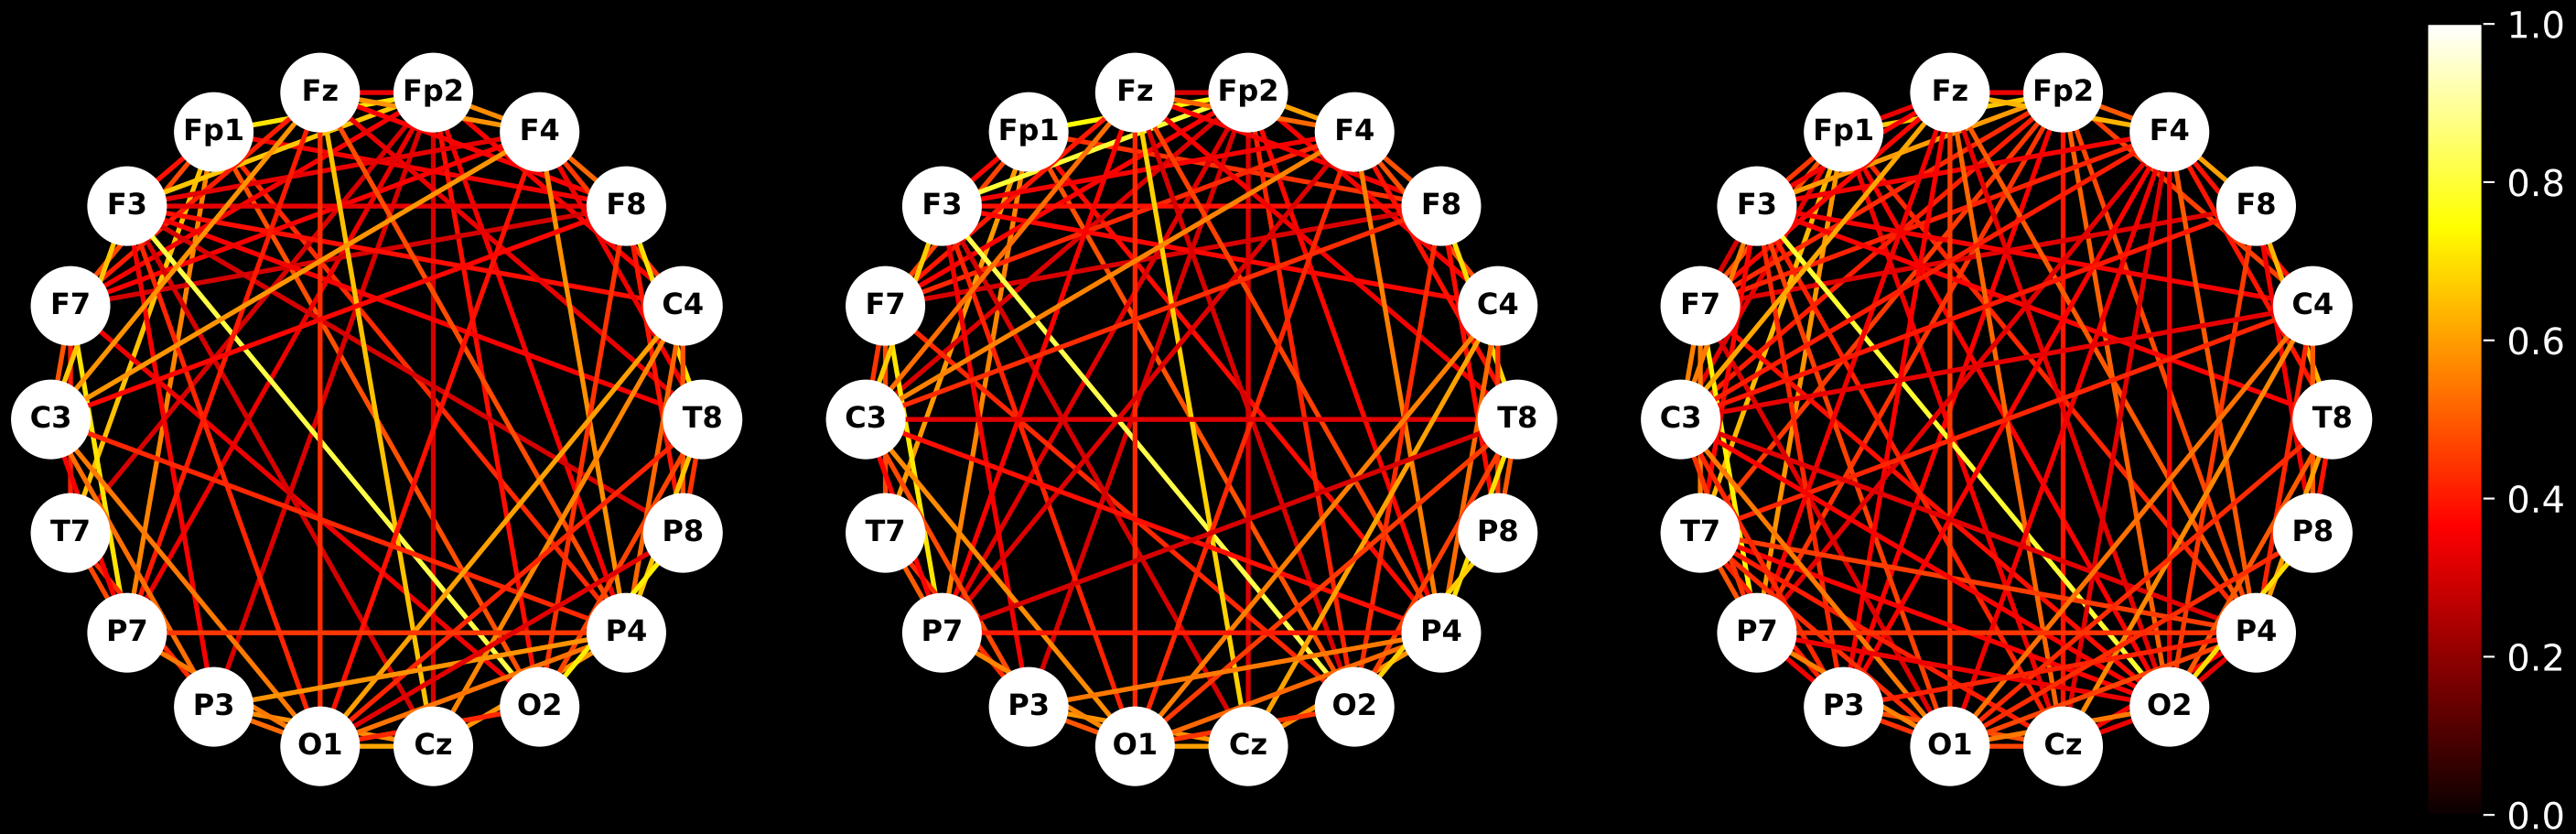 Fz Fp2 Fz Fp2 Fz Fp2 1.0
Fp1 F4 Fp1 F4 Fp1 F4
F3 F8 F3 F8 F3 F8 0.8
F7 C4 F7 C4 F7 C4
0.6
C3 T8 C3 T8 C3 T8
0.4
T7 P8 T7 P8 T7 P8
P7 P4 P7 P4 P7 P4
0.2
P3 O2 P3 O2 P3 O2
O1 Cz O1 Cz O1 Cz
0.0